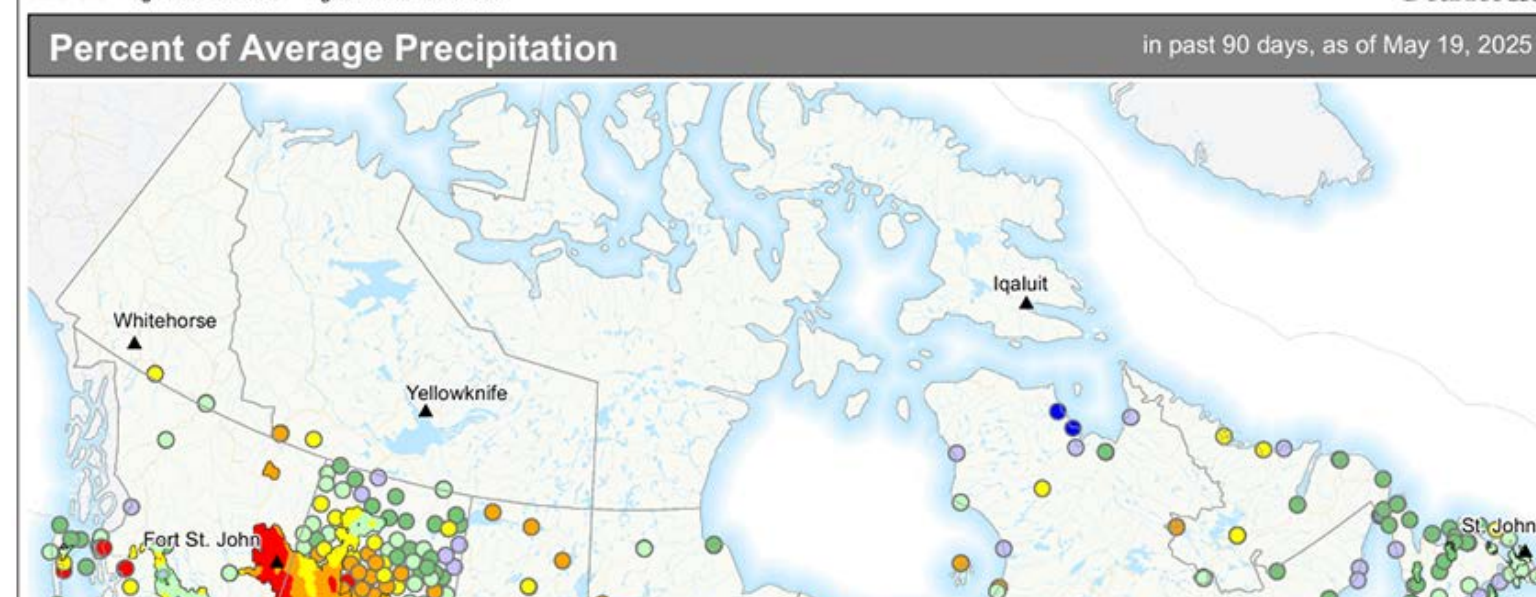 Percent of Average Precipitation
in past 90 days, as of May 19, 2025
Iqaluit
Whitehorse
Yellowknife
Fort St. John
St. John